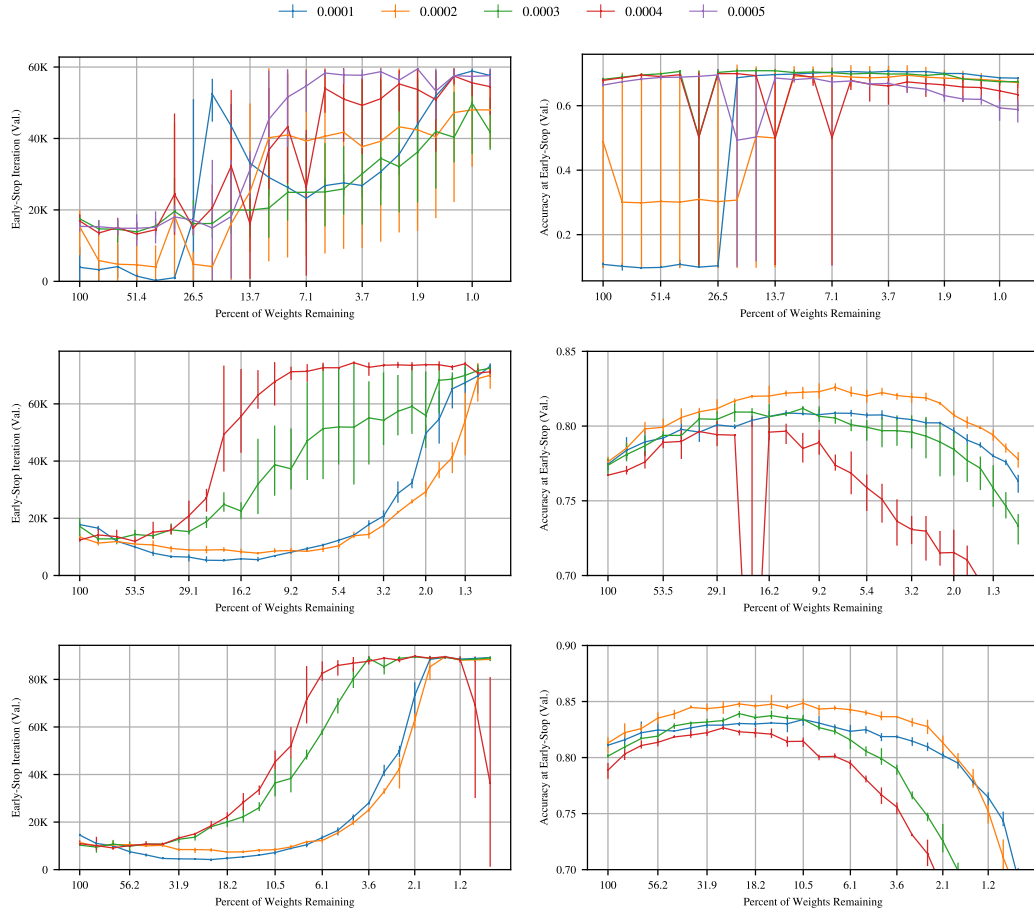 0.0001 0.0002 0.0003 0.0004 0.0005
Early-Stop Iteration (Val.)
60K
40K
20K
0
100 51.4 26.5 13.7 7.1 3.7 1.9 1.0
Percent of Weights Remaining
Accuracy at Early-Stop (Val.)
0.6
0.4
0.2
100 51.4 26.5 13.7 7.1 3.7 1.9 1.0
Percent of Weights Remaining
Early-Stop Iteration (Val.)
60K
40K
20K
0
100 53.5 29.1 16.2 9.2 5.4 3.2 2.0 1.3
Percent of Weights Remaining
Accuracy at Early-Stop (Val.)
0.85
0.80
0.75
0.70
100 53.5 29.1 16.2 9.2 5.4 3.2 2.0 1.3
Percent of Weights Remaining
Early-Stop Iteration (Val.)
80K
60K
40K
20K
0
100 56.2 31.9 18.2 10.5 6.1 3.6 2.1 1.2
Percent of Weights Remaining
Accuracy at Early-Stop (Val.)
0.90
0.85
0.80
0.75
0.70
100 56.2 31.9 18.2 10.5 6.1 3.6 2.1 1.2
Percent of Weights Remaining